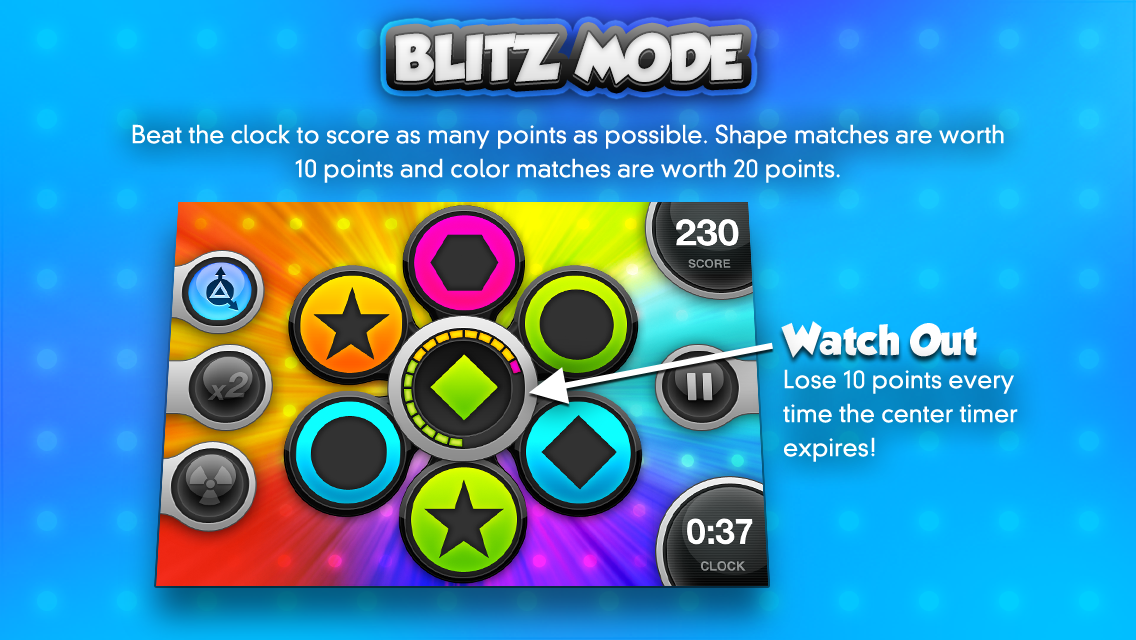 BLITZ MODE
Beat the clock to score as many points as possible. Shape matches are worth
10 points and color matches are worth 20 points.
230
SCORE
x2
Watch Out
Lose 10 points every
time the center timer
expires!
0:37
CLOCK